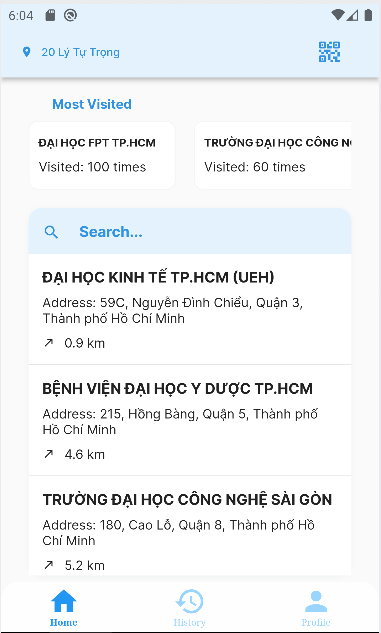 6:04
20 Lý Tự Trọng
Most Visited
ĐẠI HỌC FPT TP.HCM
Visited: 100 times
TRƯỜNG ĐẠI HỌC CÔNG
Visited: 60 times
Search...
ĐẠI HỌC KINH TẾ TP.HCM (UEH)
Address: 59C, Nguyễn Đình Chiểu, Quận 3,
Thành phố Hồ Chí Minh
0.9 km
BỆNH VIỆN ĐẠI HỌC Y DƯỢC TP.HCM
Address: 215, Hồng Bàng, Quận 5, Thành phố
Hồ Chí Minh
4.6 km
TRƯỜNG ĐẠI HỌC CÔNG NGHỆ SÀI GÒN
Address: 180, Cao Lỗ, Quận 8, Thành phố Hồ
Chí Minh
5.2 km
Home
History
Profile